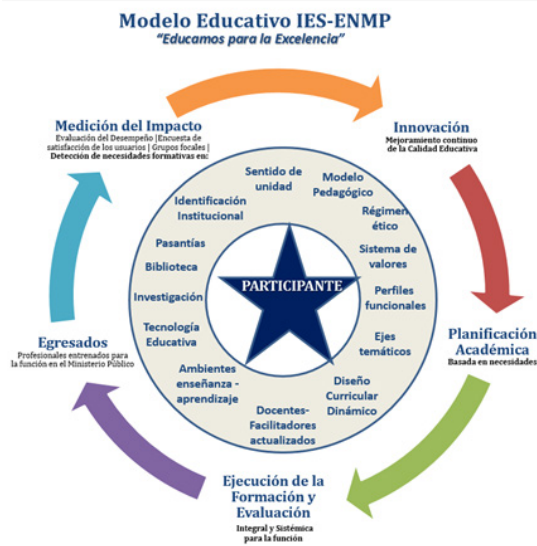 Modelo Educativo IES-ENMP
“Educamos para la Excelencia”
Medición del Impacto
Evaluación del Desempeño |Encuesta de
satisfacción de los usuarios | Grupos focales |
Detección de necesidades formativas en:
Innovación
Mejoramiento continuo
de la Calidad Educativa
Sentido de
unidad
Modelo
Pedagógico
Identificación
Institucional
Régimen
ético
Pasantías
Sistema de
valores
Biblioteca
PARTICIPANTE
Perfiles
funcionales
Investigación
Tecnología
Educativa
Ejes
temáticos
Ambientes
enseñanza -
aprendizaje
Diseño
Curricular
Dinámico
Docentes-
Facilitadores
actualizados
Egresados
Profesionales entrenados para
la función en el Ministerio Público
Planificación
Académica
Basada en necesidades
Ejecución de la
Formación y
Evaluación
Integral y Sistémica
para la función